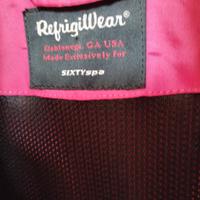 RefrigiWear®
Dahlonega, GA USA
Made Exclusively for
SIXTYspa